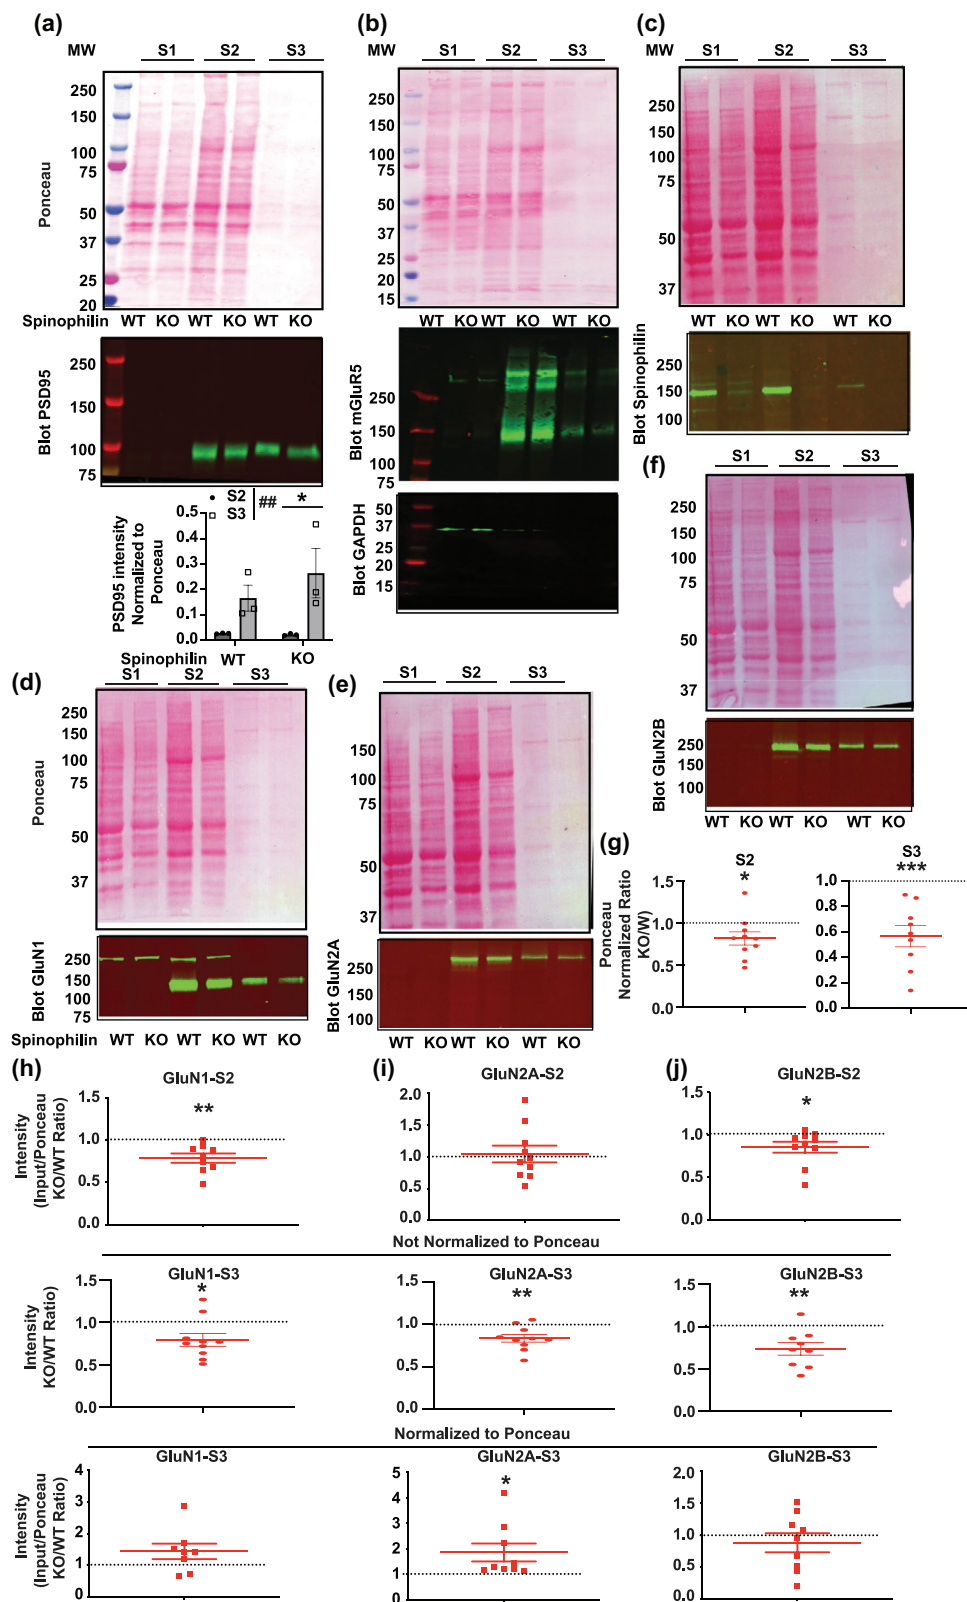 (a)
MW S1 S2 S3
250
150
100
75
50
37
25
20
Ponceau
Spinophilin WT KO WT KO WT KO
250
150
100
75
Blot PSD95
S2
S3
## *
0.5
0.4
0.3
0.2
0.1
0.0
PSD95 intensity
Normalized to
Ponceau
Spinophilin WT KO
(b)
MW S1 S2 S3
250
150
100
75
50
37
25
20
15
WT KO WT KO WT KO
250
150
100
75
Blot mGluR5
50
37
25
20
15
Blot GAPDH
(c)
MW S1 S2 S3
250
150
100
75
50
37
WT KO WT KO WT KO
250
150
100
Blot Spinophilin
(d)
S1 S2 S3
250
150
100
75
50
37
Ponceau
250
150
100
75
Blot GluN1
Spinophilin WT KO WT KO WT KO
(e)
S1 S2 S3
150
100
75
50
37
250
150
100
Blot GluN2A
WT KO WT KO WT KO
(f)
S1 S2 S3
250
150
100
75
50
37
250
150
100
Blot GluN2B
WT KO WT KO WT KO
(g)
S2
*
1.5
1.0
0.5
0.0
Ponceau
Normalized Ratio
KO/W
S3
***
1.0
0.8
0.6
0.4
0.2
0.0
(h)
GluN1-S2
**
1.5
1.0
0.5
0.0
Intensity
(Input/Ponceau
KO/WT Ratio)
(i)
GluN2A-S2
2.0
1.5
1.0
0.5
0.0
(j)
GluN2B-S2
*
1.5
1.0
0.5
0.0
Not Normalized to Ponceau
GluN1-S3
*
1.5
1.0
0.5
0.0
Intensity
KO/WT Ratio)
GluN2A-S3
**
1.5
1.0
0.5
0.0
GluN2B-S3
**
1.5
1.0
0.5
0.0
Normalized to Ponceau
GluN1-S3
4
3
2
1
0
Intensity
(Input/Ponceau
KO/WT Ratio)
GluN2A-S3
*
5
4
3
2
1
0
GluN2B-S3
2.0
1.5
1.0
0.5
0.0